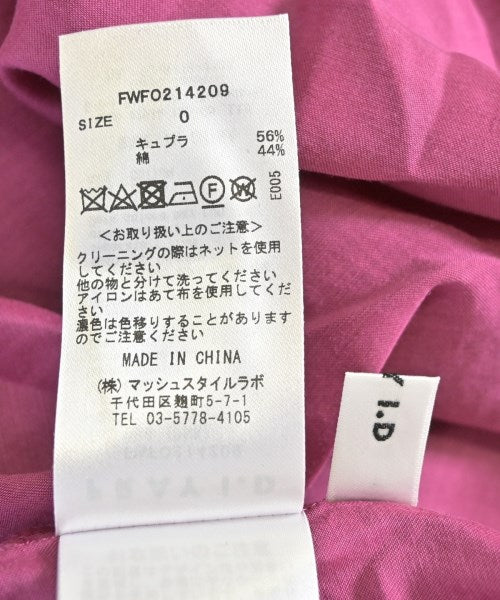 FWFO214209
SIZE 0
キュプラ 56%
綿 44%
E005
<お取り扱い上のご注意>
クリーニングの際はネットを使用
してください
他の物と分けて洗ってください
アイロンはあて布を使用してくだ
さい
濃色は色移りすることがあります
のでご注意ください
MADE IN CHINA
(株) マッシュスタイルラボ
千代田区麹町5-7-1
TEL 03-5778-4105
Y I.D
FWFO214209
FRAY I.D